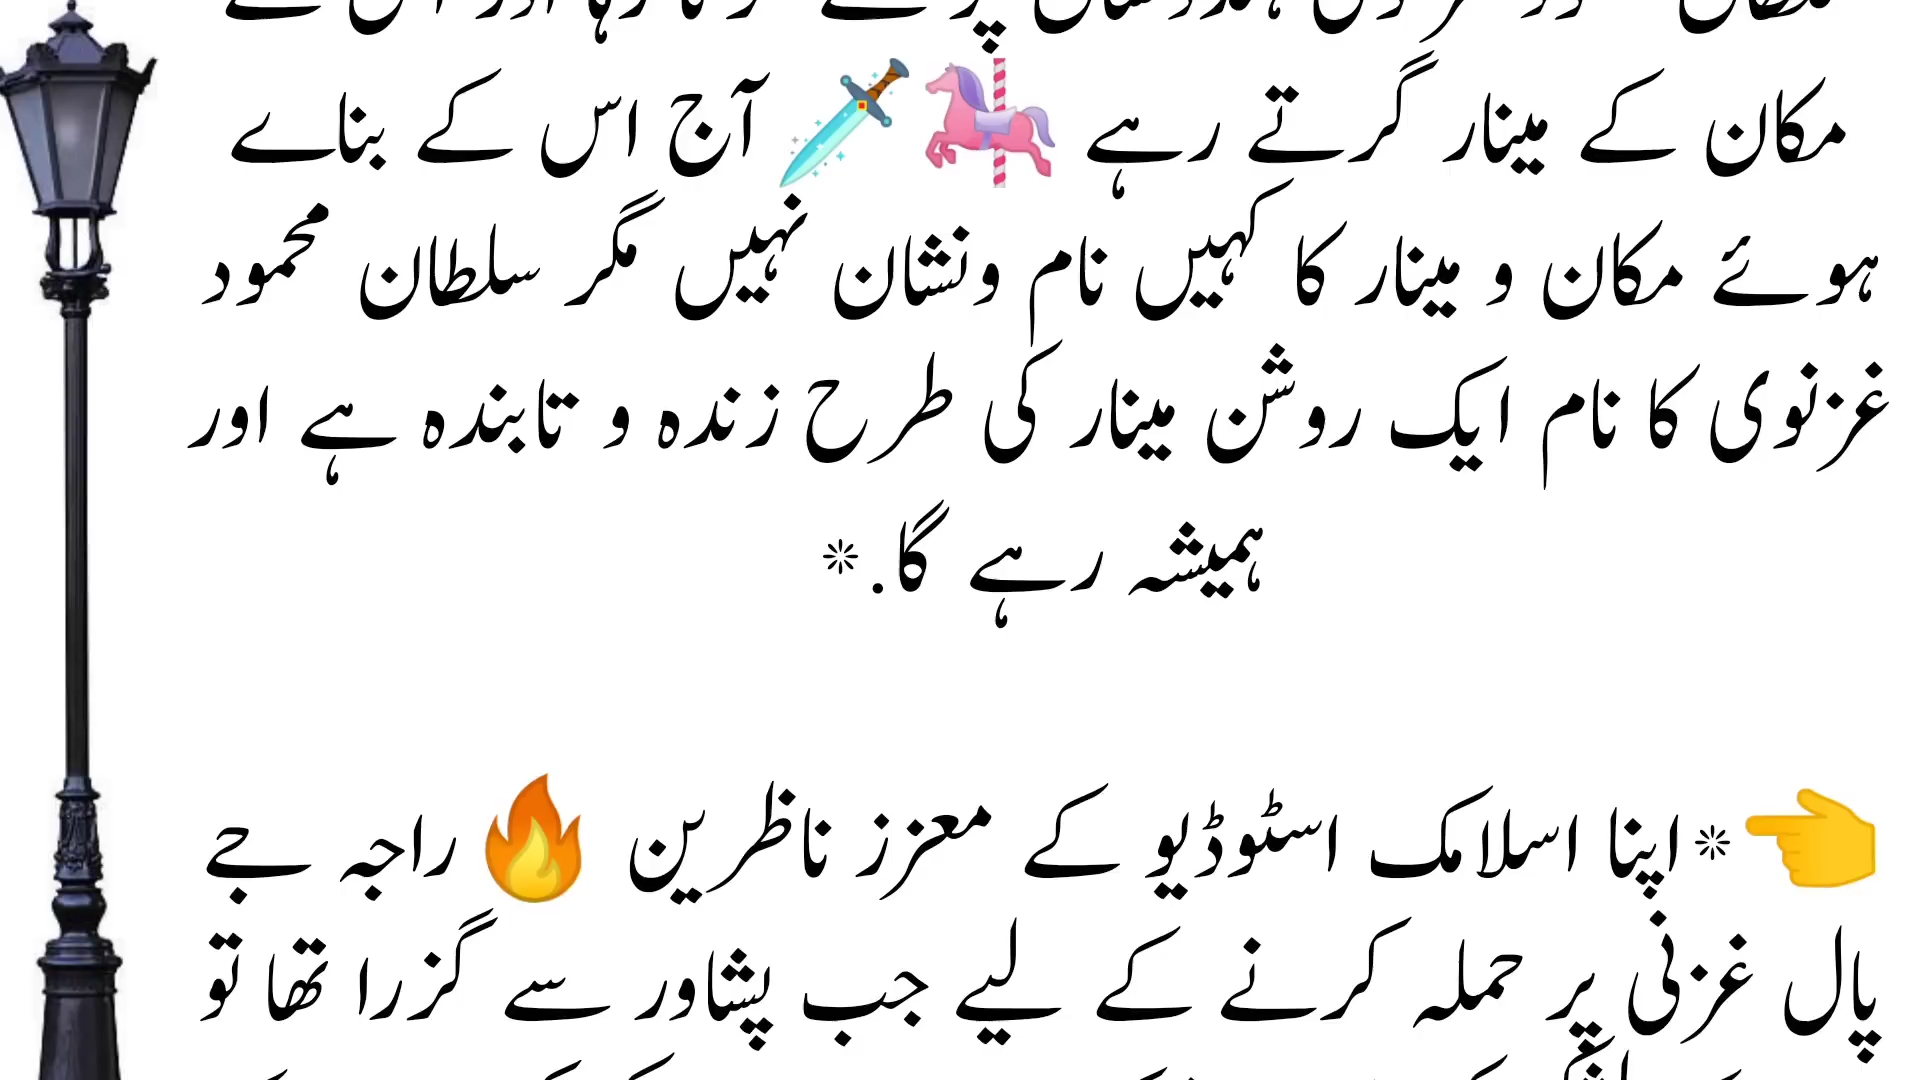 مکان کے مینار گرتے رہے 🎠🗡️ آج اس کے بناے
ہوئے مکان و مینار کا کہیں نام ونشان نہیں مگر سلطان محمود
غزنوی کا نام ایک روشن مینار کی طرح زندہ و تابندہ ہے اور
ہمیشہ رہے گا.*
👈*اپنا اسلامک اسٹوڈیو کے معزز ناظرین 🔥 راجہ جے
پال غزنی پر حملہ کرنے کے لیے جب پشاور سے گزرا تھا تو